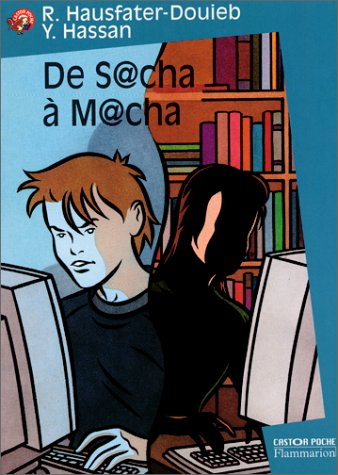 R. Hausfater-Douieb
Y. Hassan
De S@cha
à M@cha
CASTOR POCHE
Flammarion